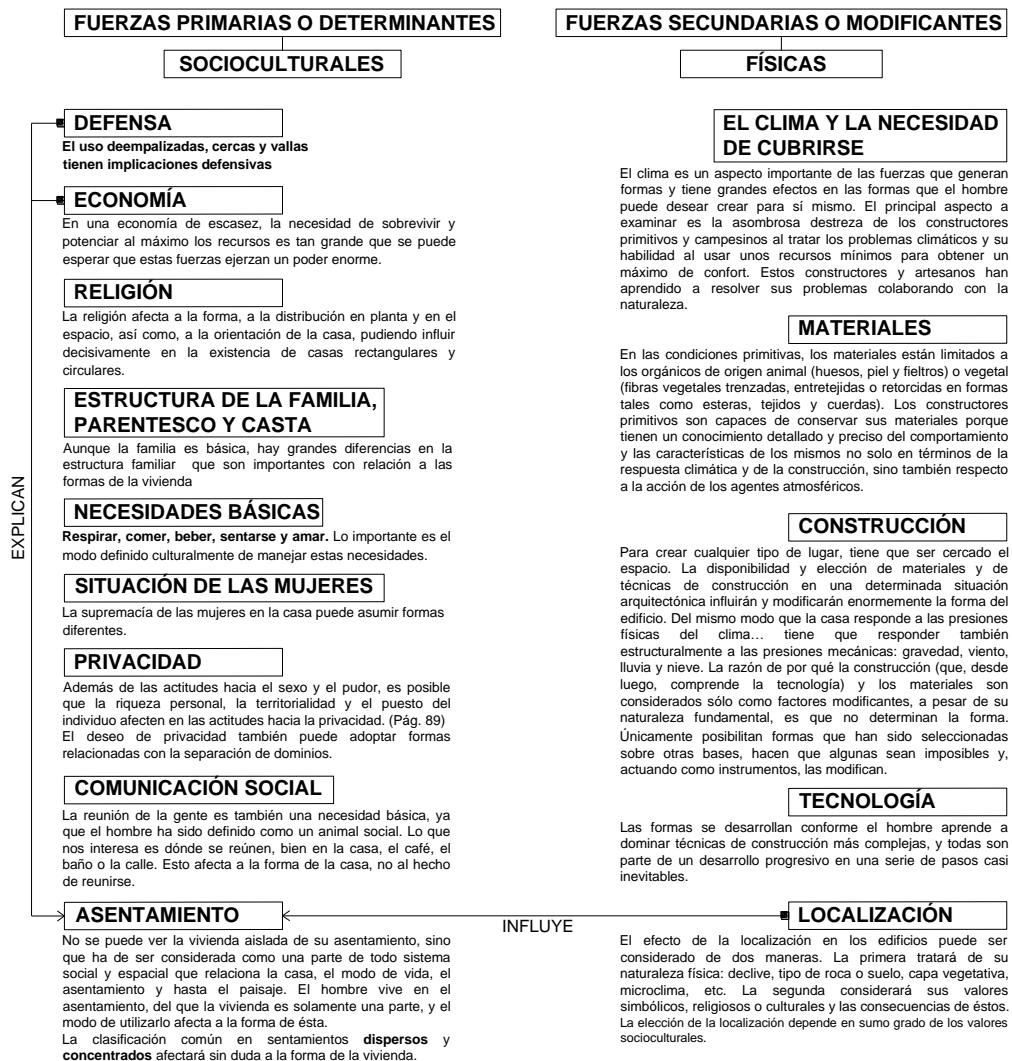 FUERZAS PRIMARIAS O DETERMINANTES
SOCIOCULTURALES
EXPLICAN
DEFENSA
El uso deempalizadas, cercas y vallas
tienen implicaciones defensivas
ECONOMÍA
En una economía de escasez, la necesidad de sobrevivir y
potenciar al máximo los recursos es tan grande que se puede
esperar que estas fuerzas ejerzan un poder enorme.
RELIGIÓN
La religión afecta a la forma, a la distribución en planta y en el
espacio, así como, a la orientación de la casa, pudiendo influir
decisivamente en la existencia de casas rectangulares y
circulares.
ESTRUCTURA DE LA FAMILIA,
PARENTESCO Y CASTA
Aunque la familia es básica, hay grandes diferencias en la
estructura familiar que son importantes con relación a las
formas de la vivienda
NECESIDADES BÁSICAS
Respirar, comer, beber, sentarse y amar. Lo importante es el
modo definido culturalmente de manejar estas necesidades.
SITUACIÓN DE LAS MUJERES
La supremacía de las mujeres en la casa puede asumir formas
diferentes.
PRIVACIDAD
Además de las actitudes hacia el sexo y el pudor, es posible
que la riqueza personal, la territorialidad y el puesto del
individuo afecten en las actitudes hacia la privacidad. (Pág. 89)
El deseo de privacidad también puede adoptar formas
relacionadas con la separación de dominios.
COMUNICACIÓN SOCIAL
La reunión de la gente es también una necesidad básica, ya
que el hombre ha sido definido como un animal social. Lo que
nos interesa es dónde se reúnen, bien en la casa, el café, el
baño o la calle. Esto afecta a la forma de la casa, no al hecho
de reunirse.
ASENTAMIENTO
No se puede ver la vivienda aislada de su asentamiento, sino
que ha de ser considerada como una parte de todo sistema
social y espacial que relaciona la casa, el modo de vida, el
asentamiento y hasta el paisaje. El hombre vive en el
asentamiento, del que la vivienda es solamente una parte, y el
modo de utilizarlo afecta a la forma de ésta.
La clasificación común en sentamientos dispersos y
concentrados afectará sin duda a la forma de la vivienda.
INFLUYE
FUERZAS SECUNDARIAS O MODIFICANTES
FÍSICAS
EL CLIMA Y LA NECESIDAD
DE CUBRIRSE
El clima es un aspecto importante de las fuerzas que generan
formas y tiene grandes efectos en las formas que el hombre
puede desear crear para sí mismo. El principal aspecto a
examinar es la asombrosa destreza de los constructores
primitivos y campesinos al tratar los problemas climáticos y su
habilidad al usar unos recursos mínimos para obtener un
máximo de confort. Estos constructores y artesanos han
aprendido a resolver sus problemas colaborando con la
naturaleza.
MATERIALES
En las condiciones primitivas, los materiales están limitados a
los orgánicos de origen animal (huesos, piel y fieltros) o vegetal
(fibras vegetales trenzadas, entretejidas o retorcidas en formas
tales como esteras, tejidos y cuerdas). Los constructores
primitivos son capaces de conservar sus materiales porque
tienen un conocimiento detallado y preciso del comportamiento
y las características de los mismos no solo en términos de la
respuesta climática y de la construcción, sino también respecto
a la acción de los agentes atmosféricos.
CONSTRUCCIÓN
Para crear cualquier tipo de lugar, tiene que ser cercado el
espacio. La disponibilidad y elección de materiales y de
técnicas de construcción en una determinada situación
arquitectónica influirán y modificarán enormemente la forma del
edificio. Del mismo modo que la casa responde a las presiones
físicas del clima… tiene que responder también
estructuralmente a las presiones mecánicas: gravedad, viento,
lluvia y nieve. La razón de por qué la construcción (que, desde
luego, comprende la tecnología) y los materiales son
considerados sólo como factores modificantes, a pesar de su
naturaleza fundamental, es que no determinan la forma.
Únicamente posibilitan formas que han sido seleccionadas
sobre otras bases, hacen que algunas sean imposibles y,
actuando como instrumentos, las modifican.
TECNOLOGÍA
Las formas se desarrollan conforme el hombre aprende a
dominar técnicas de construcción más complejas, y todas son
parte de un desarrollo progresivo en una serie de pasos casi
inevitables.
LOCALIZACIÓN
El efecto de la localización en los edificios puede ser
considerado de dos maneras. La primera tratará de su
naturaleza física: declive, tipo de roca o suelo, capa vegetativa,
microclima, etc. La segunda considerará sus valores
simbólicos, religiosos o culturales y las consecuencias de éstos.
La elección de la localización depende en sumo grado de los valores
socioculturales.